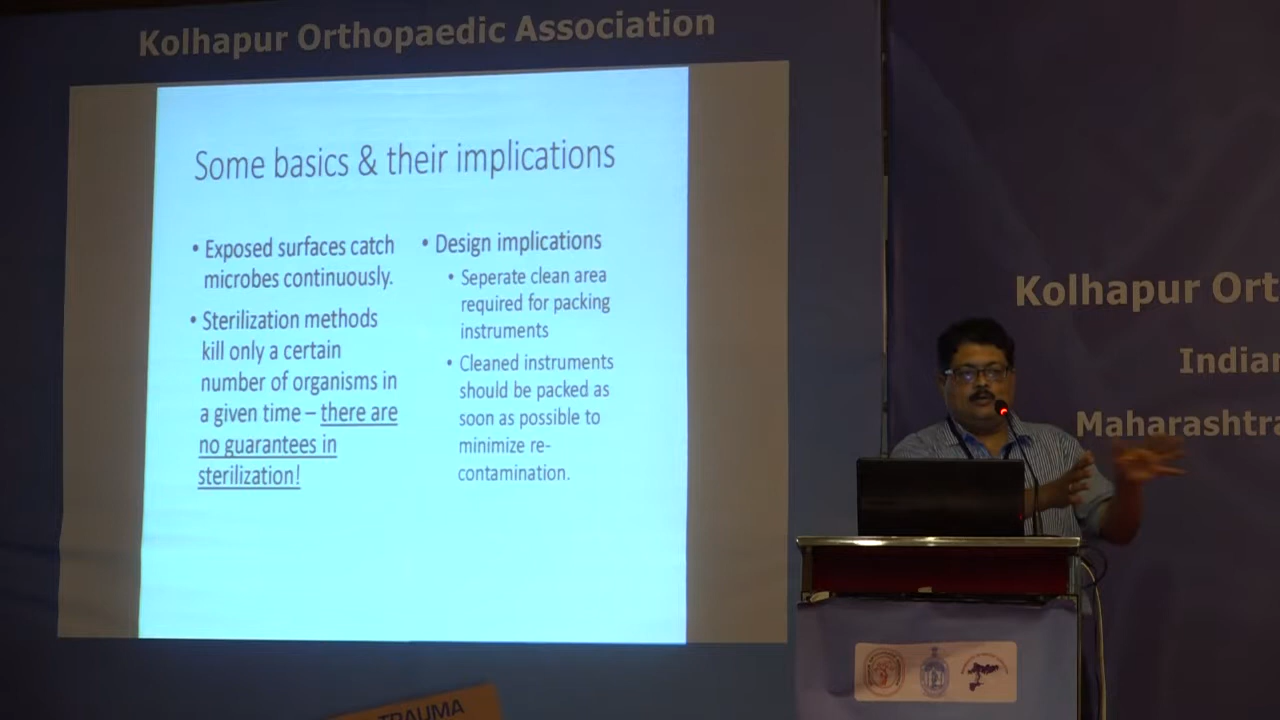 Kolhapur Orthopaedic Association
Some basics & their implications
• Exposed surfaces catch
microbes continuously.
• Sterilization methods
kill only a certain
number of organisms in
a given time – there are
no guarantees in
sterilization!
• Design implications
• Seperate clean area
required for packing
instruments
• Cleaned instruments
should be packed as
soon as possible to
minimize re-
contamination.
Kolhapur Ort
Indian
Maharashtra
TRAUMA